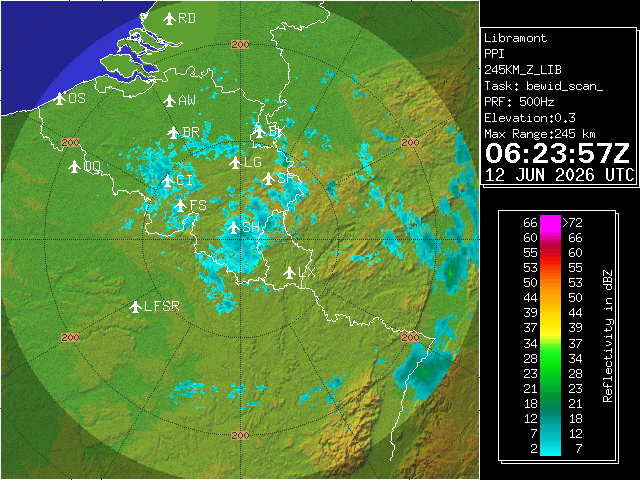 RD
200
OS
AW
BR
BK
200
200
QQ
LG
CI
SP
FS
SH
LX
LFSR
200
200
200
Libramont
PPI
245KM_Z_LIB
Task: bewid_scan_
PRF: 500Hz
Elevation:0.3
Max Range:245 km
06:23:57Z
12 JUN 2026 UTC
66 >72
60 66
55 60
53 55
50 53
44 50
39 44
37 39
34 37
28 34
23 28
21 23
18 21
12 18
7 12
2 7
Reflectivity in dBZ